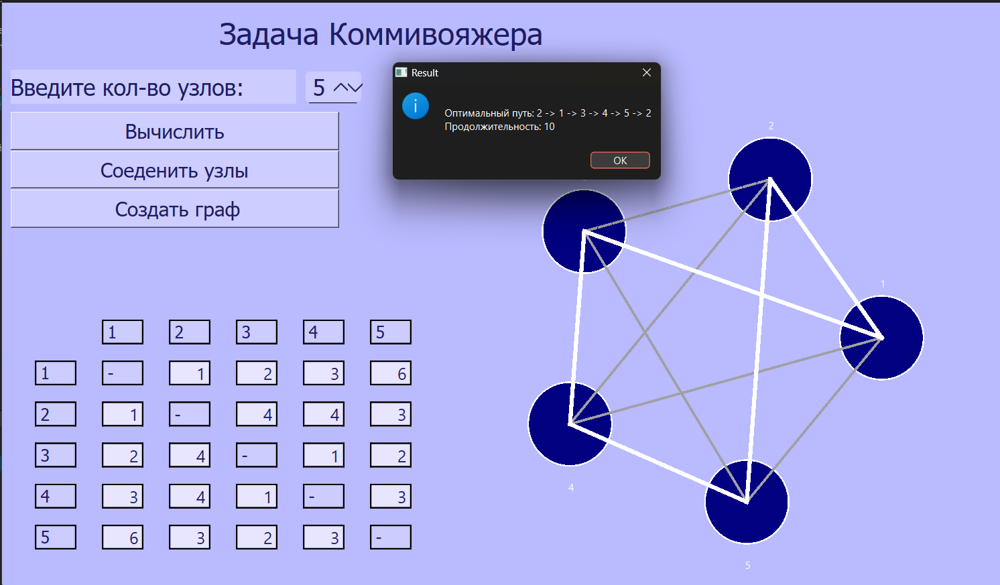 Задача Коммивояжера
Введите кол-во узлов: 5
Вычислить
Соеденить узлы
Создать граф
Result
Оптимальный путь: 2 -> 1 -> 3 -> 4 -> 5 -> 2
Продолжительность: 10
OK
2
1
4
5
1 2 3 4 5
1 - 1 2 3 6
2 1 - 4 4 3
3 2 4 - 1 2
4 3 4 1 - 3
5 6 3 2 3 -